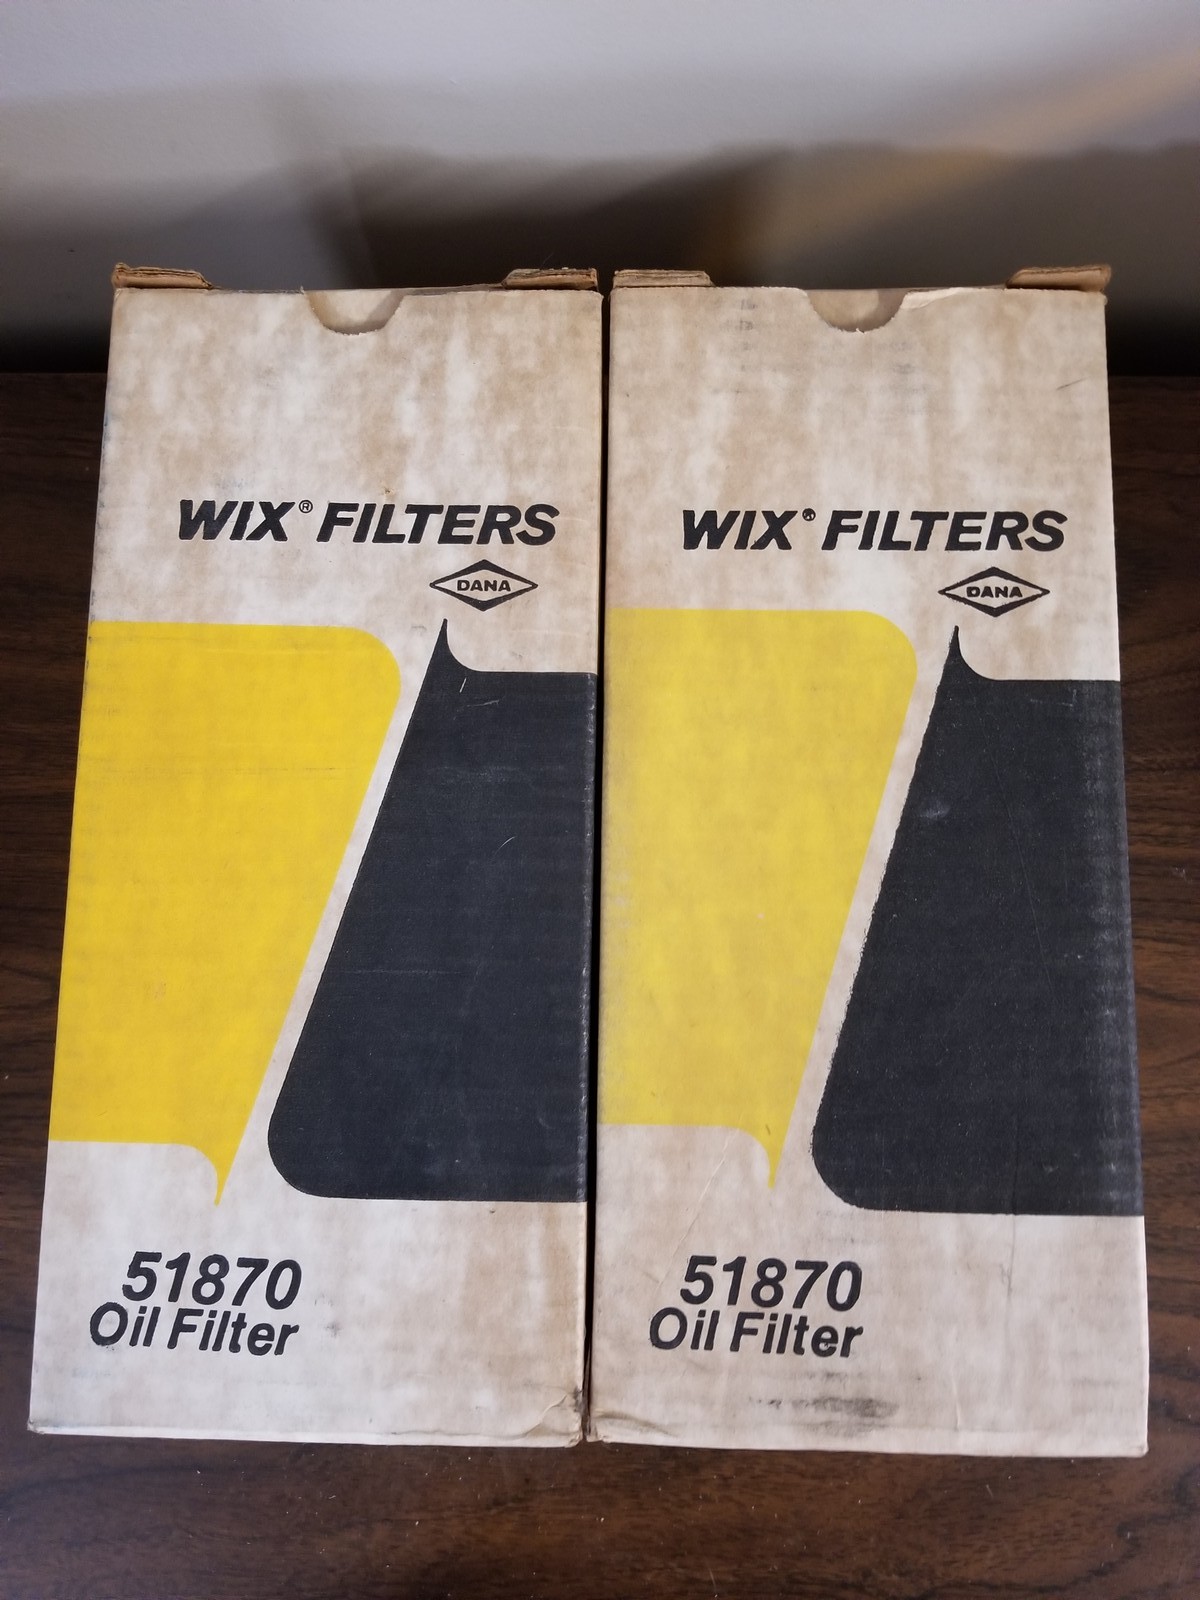 WIX® FILTERS
DANA
51870
Oil Filter
WIX® FILTERS
DANA
51870
Oil Filter